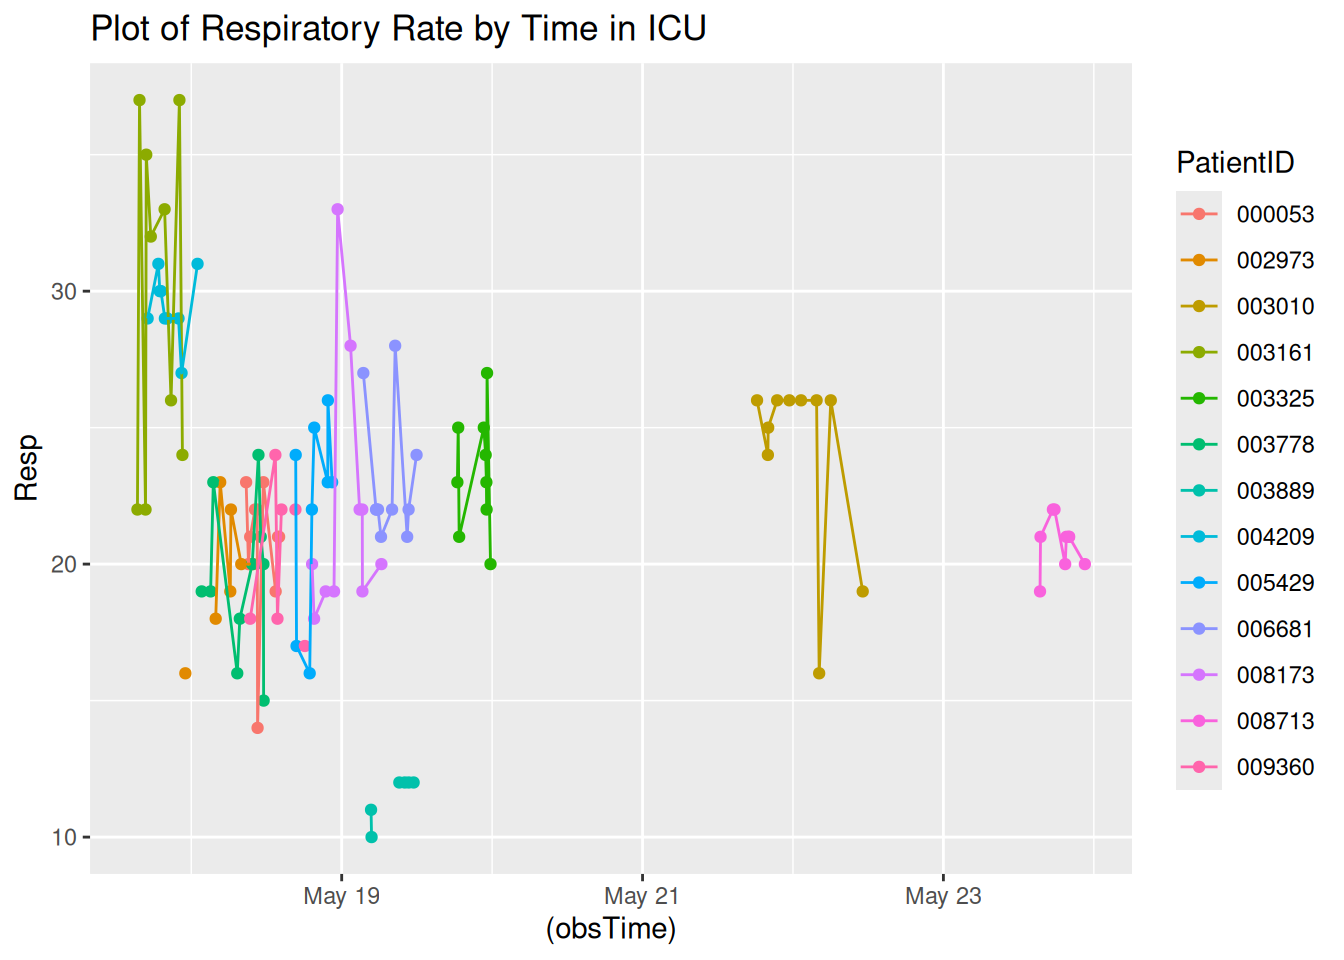 Plot of Respiratory Rate by Time in ICU
Resp
30
20
10
May 19
May 21
May 23
(obsTime)
PatientID
000053
002973
003010
003161
003325
003778
003889
004209
005429
006681
008173
008713
009360